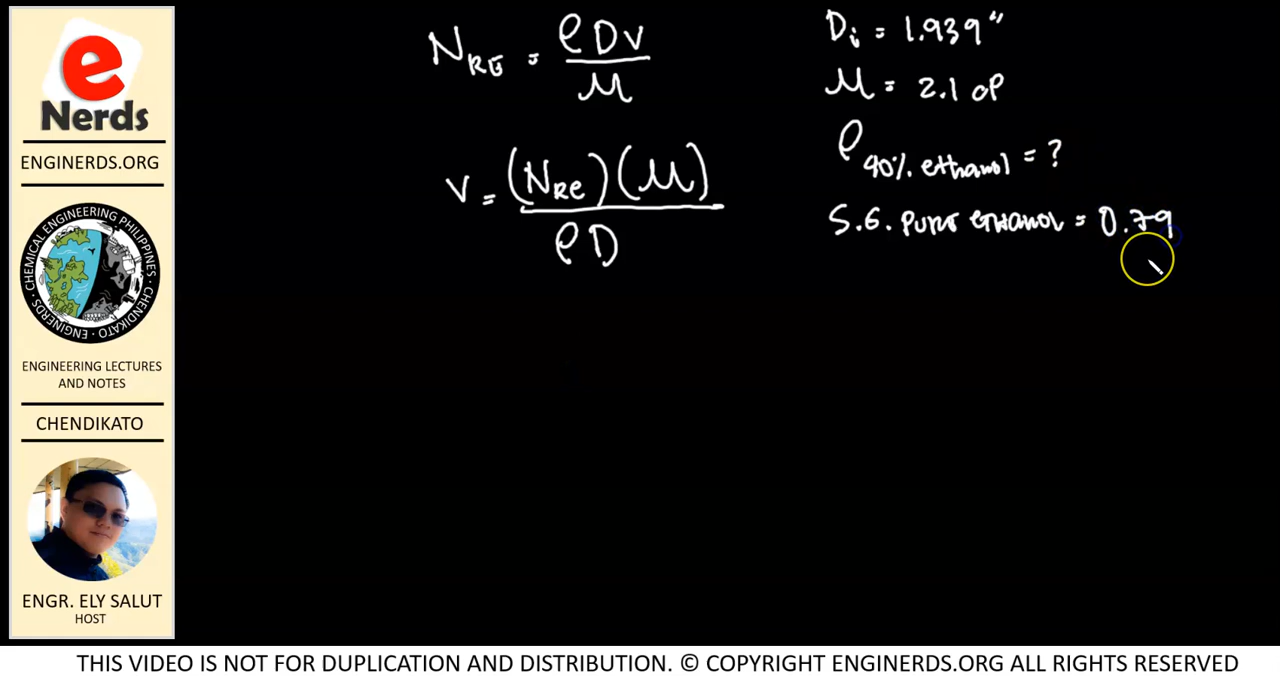 e
Nerds
ENGINERDS.ORG
CHEMICAL ENGINEERING PHILIPPINES
CHENDIKATO · ENGINERDS
ENGINEERING LECTURES
AND NOTES
CHENDIKATO
ENGR. ELY SALUT
HOST
N_RE = ρDV / μ
V = (N_RE)(μ) / ρD
Di = 1.939"
μ = 2.1 cP
ρ 40% ethanol = ?
S.G. pure ethanol = 0.79
THIS VIDEO IS NOT FOR DUPLICATION AND DISTRIBUTION. © COPYRIGHT ENGINERDS.ORG ALL RIGHTS RESERVED